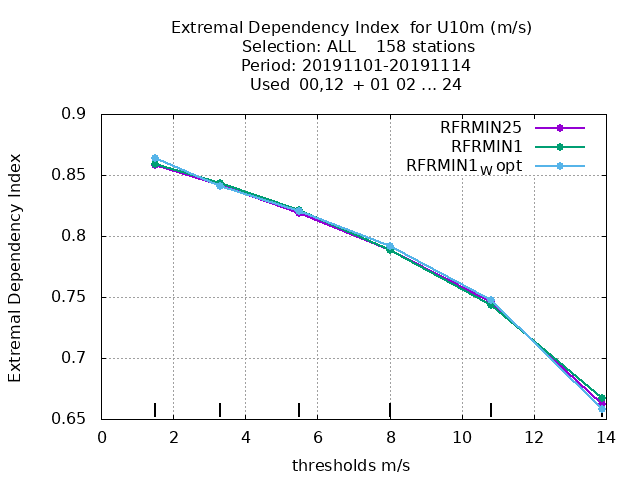 Extremal Dependency Index for U10m (m/s)
Selection: ALL 158 stations
Period: 20191101-20191114
Used 00,12 + 01 02 ... 24
RFRMIN25
RFRMIN1
RFRMIN1W opt
Extremal Dependency Index
0.9
0.85
0.8
0.75
0.7
0.65
0 2 4 6 8 10 12 14
thresholds m/s